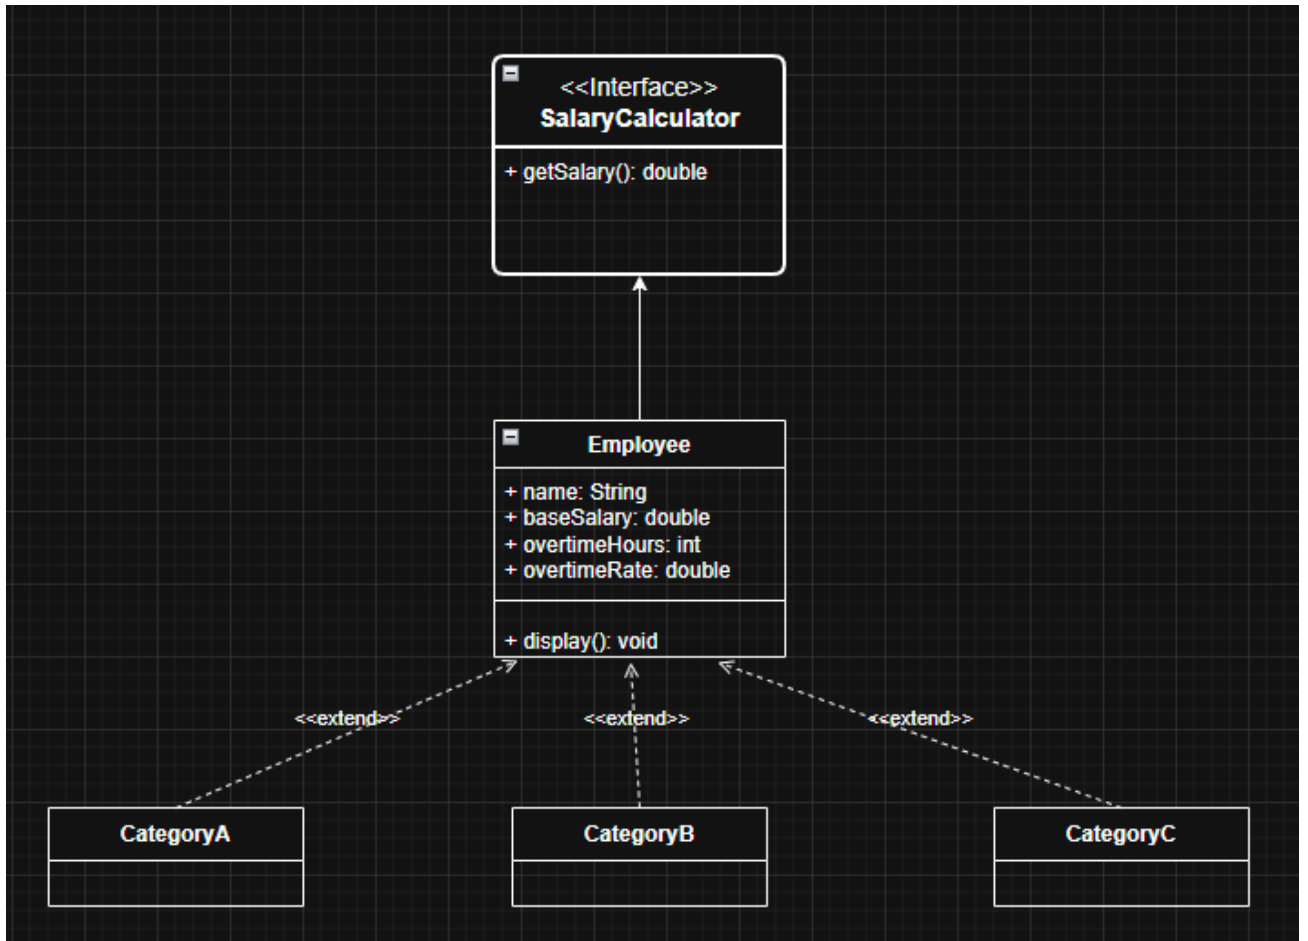 <<Interface>>
SalaryCalculator
+ getSalary(): double
Employee
+ name: String
+ baseSalary: double
+ overtimeHours: int
+ overtimeRate: double
+ display(): void
<<extend>>
<<extend>>
<<extend>>
CategoryA
CategoryB
CategoryC